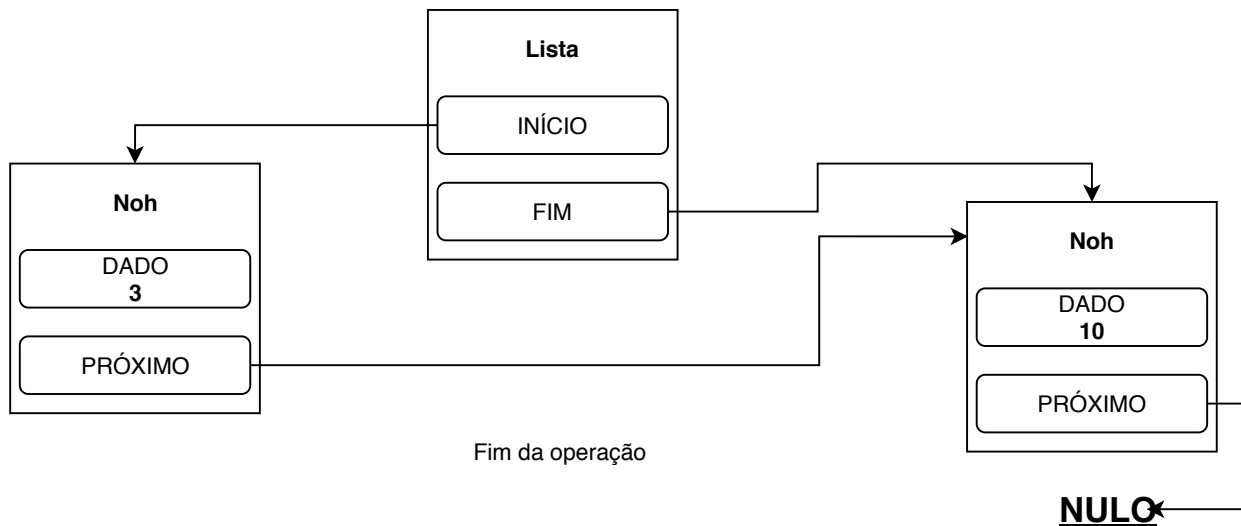 Lista
INÍCIO
FIM
Noh
DADO
3
PRÓXIMO
Noh
DADO
10
PRÓXIMO
Fim da operação
NULO